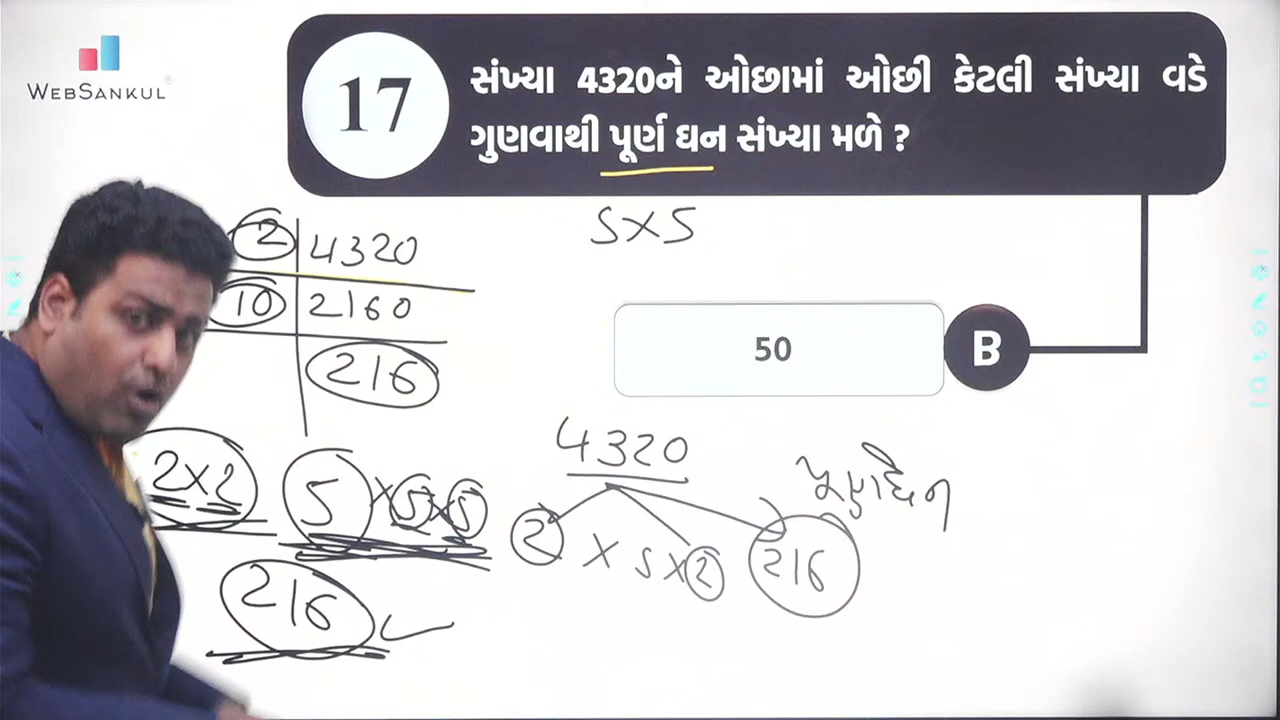 WEBSANKUL
17
સંખ્યા 4320ને ઓછામાં ઓછી કેટલી સંખ્યા વડે
ગુણવાથી પૂર્ણ ઘન સંખ્યા મળે ?
5×5
2 4320
10 2160
216
50 B
4320
2 × 5 × 2 216
પૂર્ણઘન
2×2 5×5×5
216